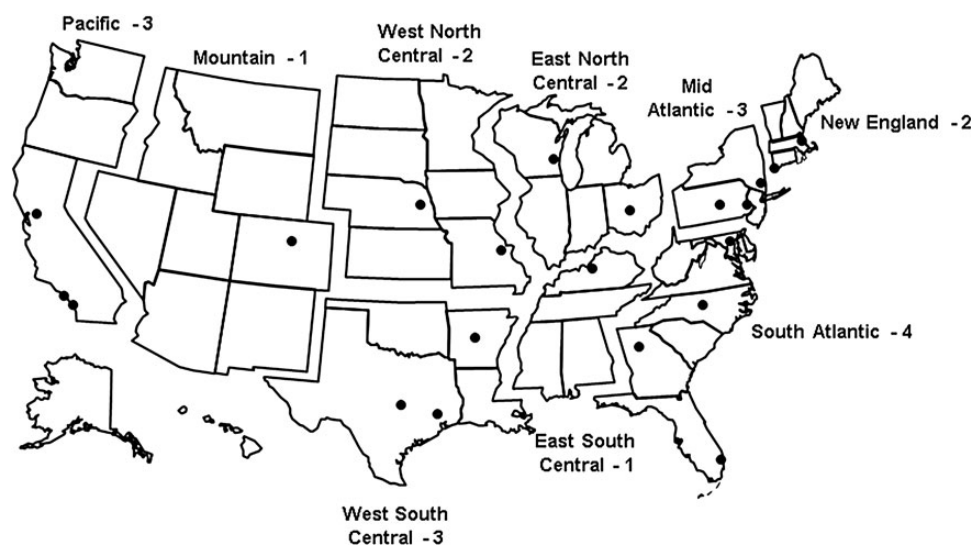 Pacific - 3
Mountain - 1
West North
Central - 2
East North
Central - 2
Mid
Atlantic - 3
New England - 2
South Atlantic - 4
East South
Central - 1
West South
Central - 3